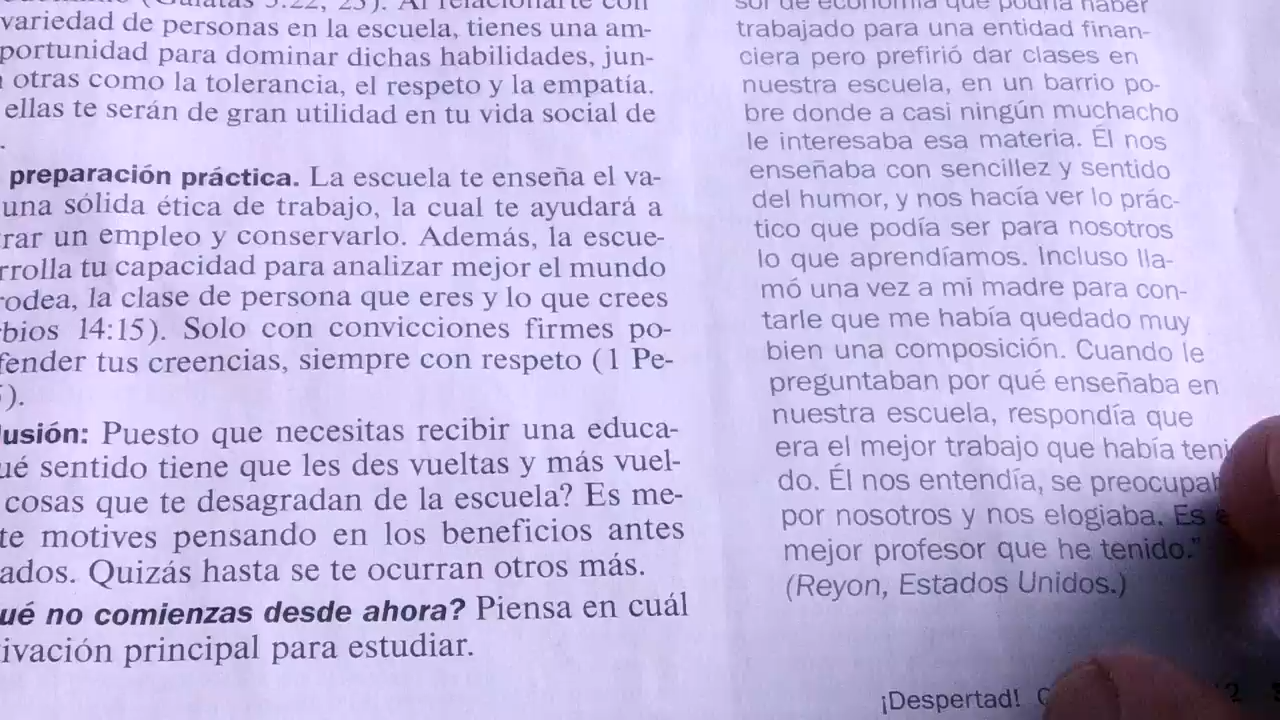 variedad de personas en la escuela, tienes una am-
portunidad para dominar dichas habilidades, jun-
otras como la tolerancia, el respeto y la empatía.
ellas te serán de gran utilidad en tu vida social de
preparación práctica. La escuela te enseña el va-
una sólida ética de trabajo, la cual te ayudará a
rar un empleo y conservarlo. Además, la escue-
rrolla tu capacidad para analizar mejor el mundo
rodea, la clase de persona que eres y lo que crees
bios 14:15). Solo con convicciones firmes po-
fender tus creencias, siempre con respeto (1 Pe-
).
lusión: Puesto que necesitas recibir una educa-
ué sentido tiene que les des vueltas y más vuel-
cosas que te desagradan de la escuela? Es me-
te motives pensando en los beneficios antes
ados. Quizás hasta se te ocurran otros más.
ué no comienzas desde ahora? Piensa en cuál
ivación principal para estudiar.
sor de economía que podría haber
trabajado para una entidad finan-
ciera pero prefirió dar clases en
nuestra escuela, en un barrio po-
bre donde a casi ningún muchacho
le interesaba esa materia. Él nos
enseñaba con sencillez y sentido
del humor, y nos hacía ver lo prác-
tico que podía ser para nosotros
lo que aprendíamos. Incluso lla-
mó una vez a mi madre para con-
tarle que me había quedado muy
bien una composición. Cuando le
preguntaban por qué enseñaba en
nuestra escuela, respondía que
era el mejor trabajo que había teni
do. Él nos entendía, se preocupab
por nosotros y nos elogiaba. Es e
mejor profesor que he tenido.”
(Reyon, Estados Unidos.)
¡Despertad!